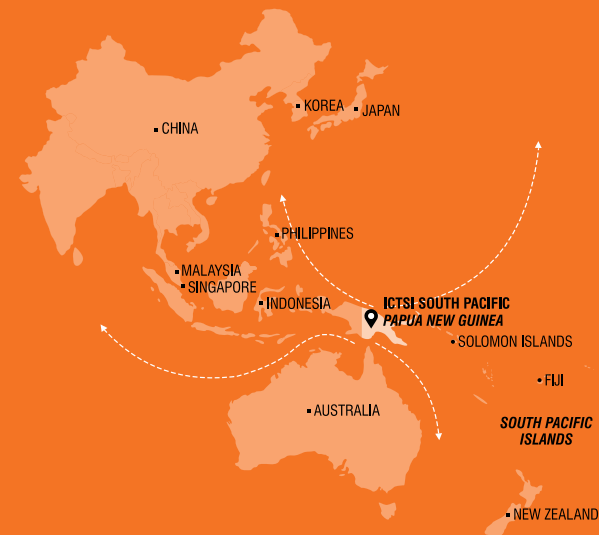 KOREA
JAPAN
CHINA
PHILIPPINES
MALAYSIA
SINGAPORE
INDONESIA
ICTSI SOUTH PACIFIC
PAPUA NEW GUINEA
SOLOMON ISLANDS
FIJI
AUSTRALIA
SOUTH PACIFIC
ISLANDS
NEW ZEALAND